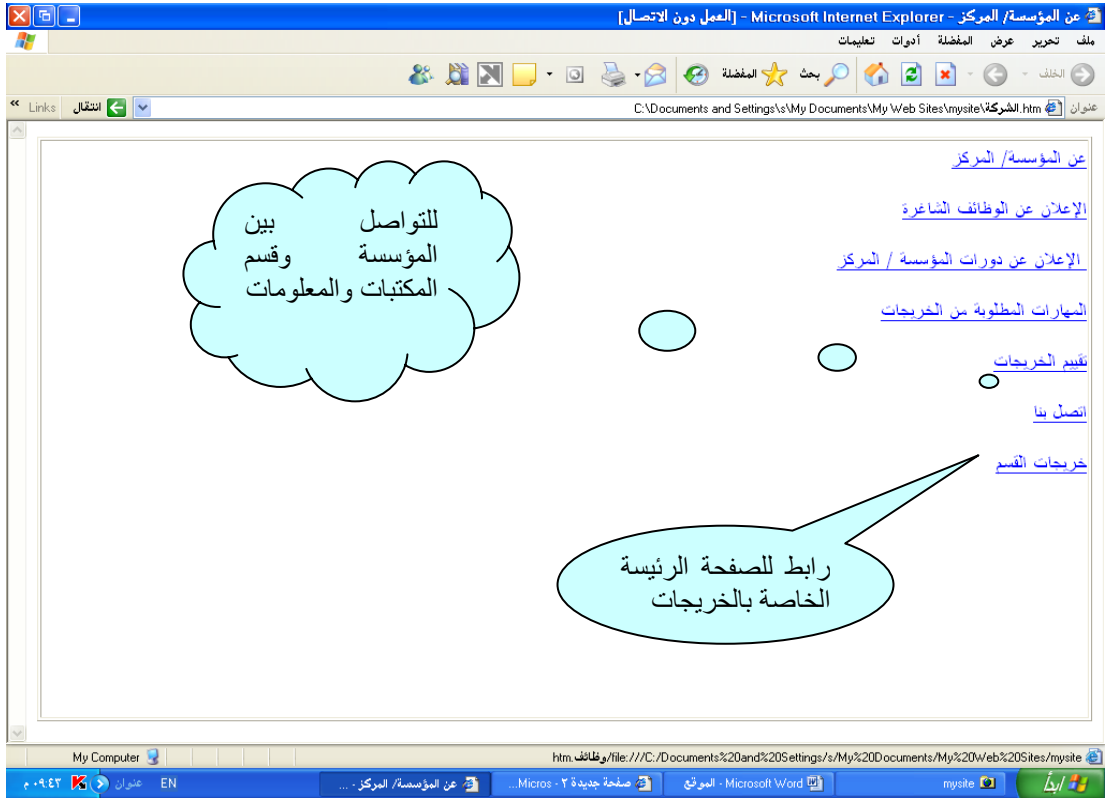 عن المؤسسة/ المركز - Microsoft Internet Explorer - [العمل دون الاتصال]
ملف تحرير عرض المفضلة أدوات تعليمات
الخلف بحث المفضلة
عنوان C:\Documents and Settings\s\My Documents\My Web Sites\mysite\الشركة.htm انتقال Links
عن المؤسسة/ المركز
الإعلان عن الوظائف الشاغرة
الإعلان عن دورات المؤسسة / المركز
المهارات المطلوبة من الخريجات
تقييم الخريجات
اتصل بنا
خريجات القسم
للتواصل بين
المؤسسة وقسم
المكتبات والمعلومات
رابط للصفحة الرئيسة
الخاصة بالخريجات
file:///C:/Documents%20and%20Settings/s/My%20Documents/My%20Web%20Sites/mysite/وظائف.htm My Computer
ابدأ mysite الموقع - Microsoft Word صفحة جديدة ٢ - Micros... عن المؤسسة/ المركز - ... EN عنوان ٠٩:٤٣ م